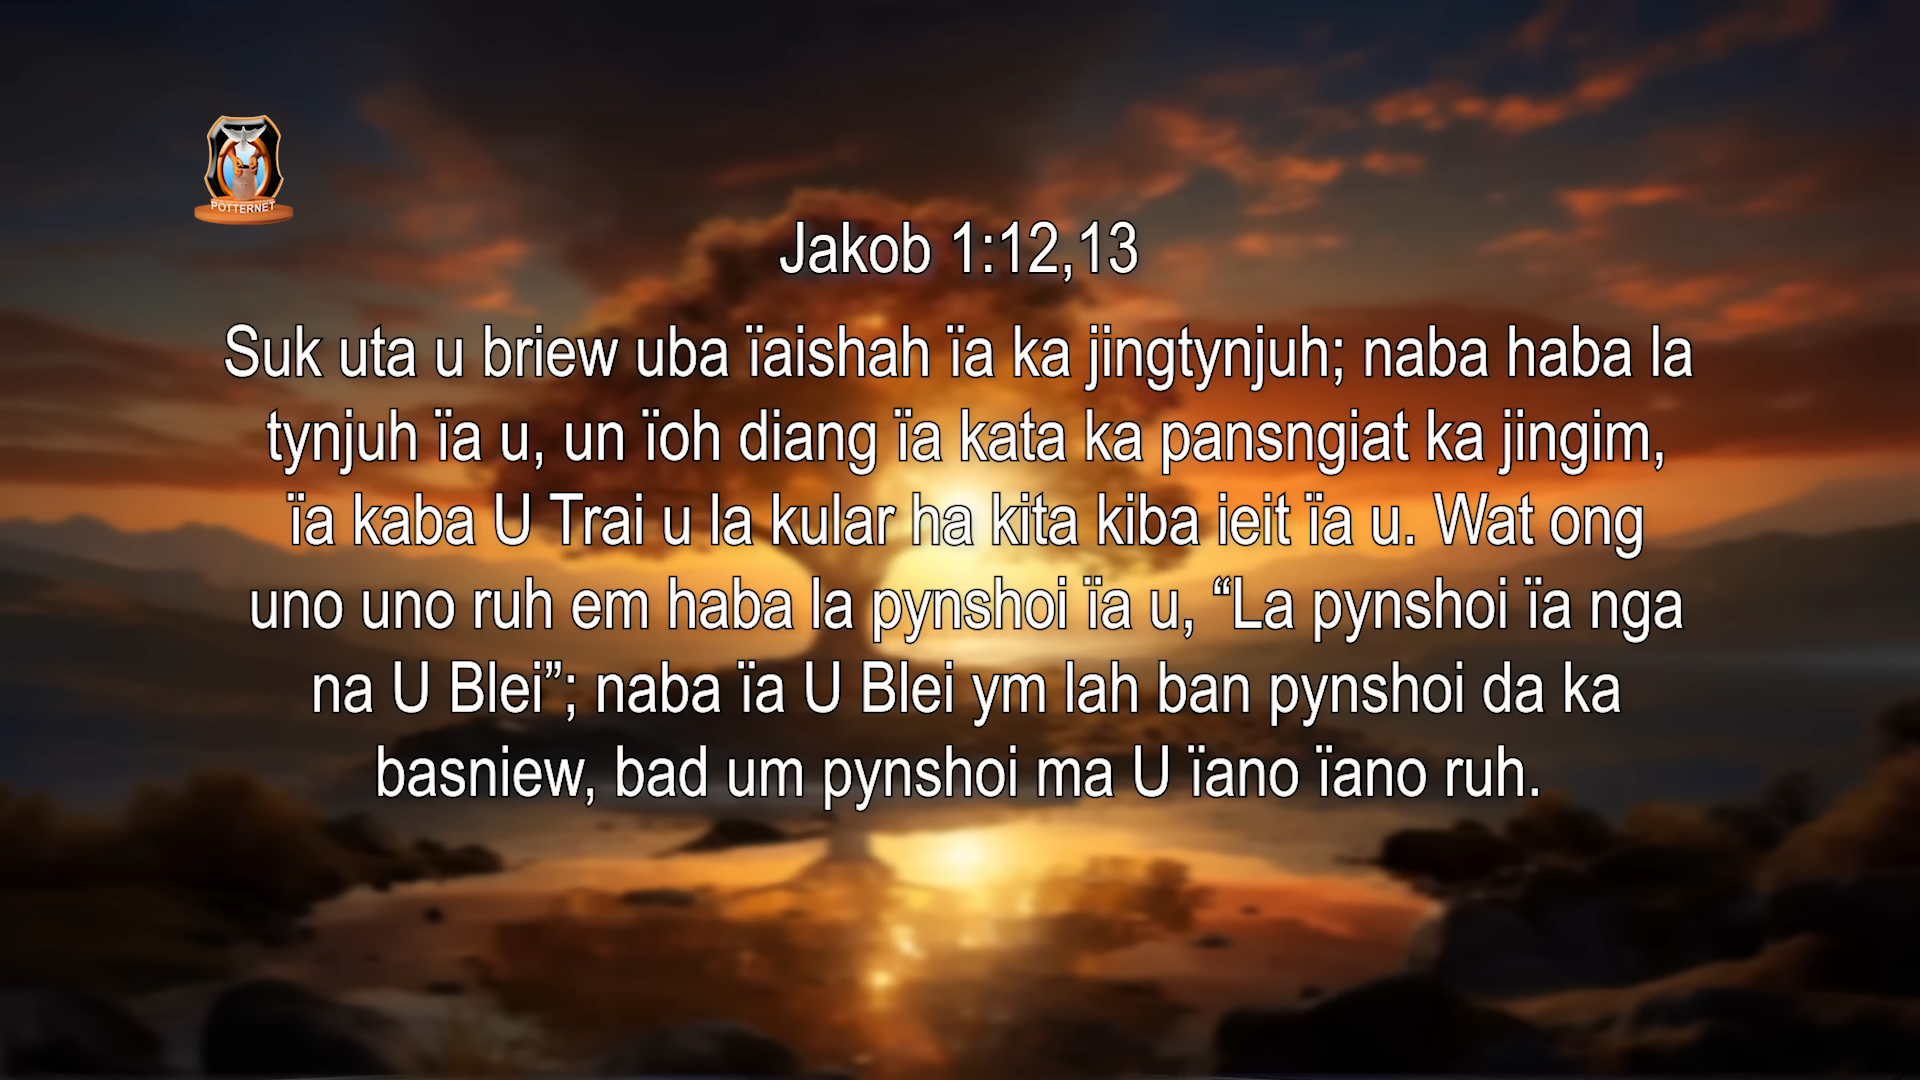 POTTERNET
Jakob 1:12,13
Suk uta u briew uba ïaishah ïa ka jingtynjuh; naba haba la
tynjuh ïa u, un ïoh diang ïa kata ka pansngiat ka jingim,
ïa kaba U Trai u la kular ha kita kiba ieit ïa u. Wat ong
uno uno ruh em haba la pynshoi ïa u, “La pynshoi ïa nga
na U Blei”; naba ïa U Blei ym lah ban pynshoi da ka
basniew, bad um pynshoi ma U ïano ïano ruh.